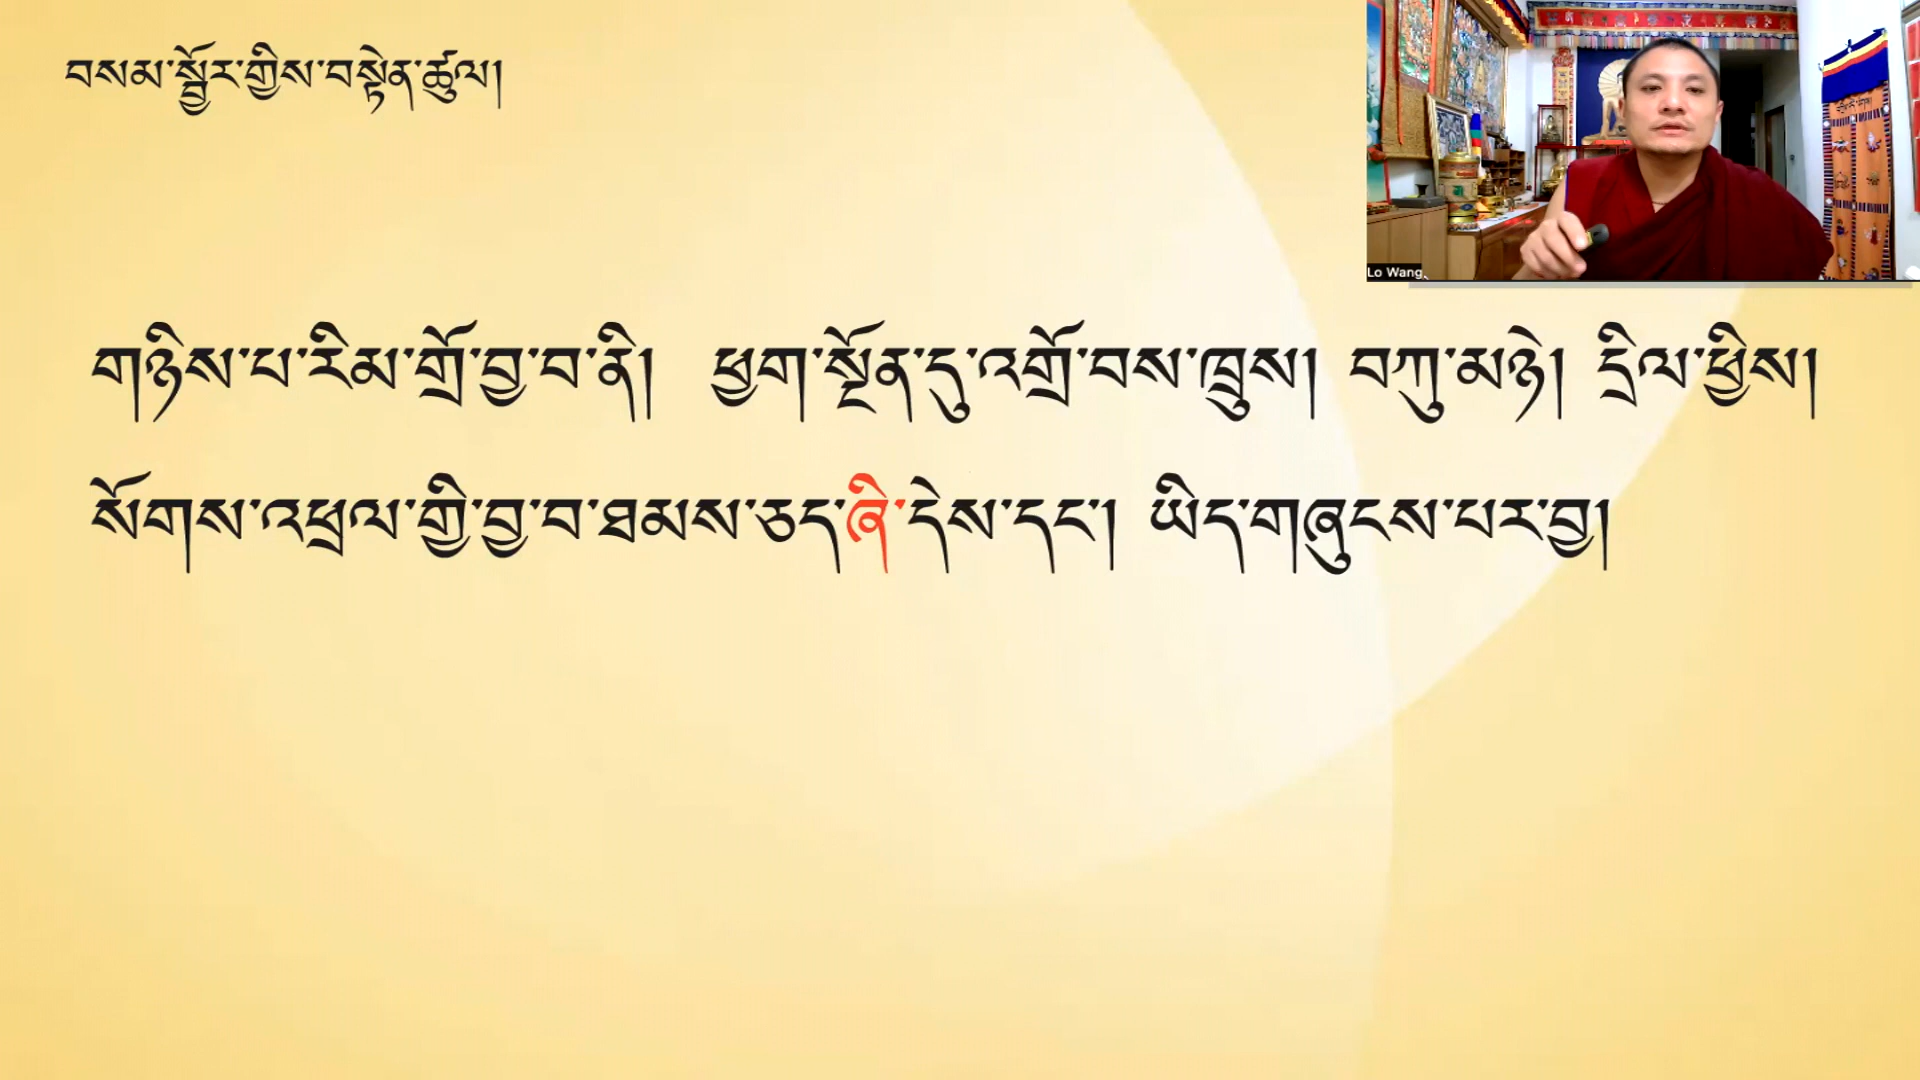 བསམ་སྦྱོར་གྱིས་བསྟེན་ཚུལ།
Lo Wang
གཉིས་པ་རིམ་གྲོ་བྱ་བ་ནི། ཕྱག་སྔོན་དུ་འགྲོ་བས་ཁྲུས། བཀུ་མཉེ། དྲིལ་ཕྱིས།
སོགས་འཕྲལ་གྱི་བྱ་བ་ཐམས་ཅད་ཞི་དེས་དང་། ཡིད་གཞུངས་པར་བྱ།